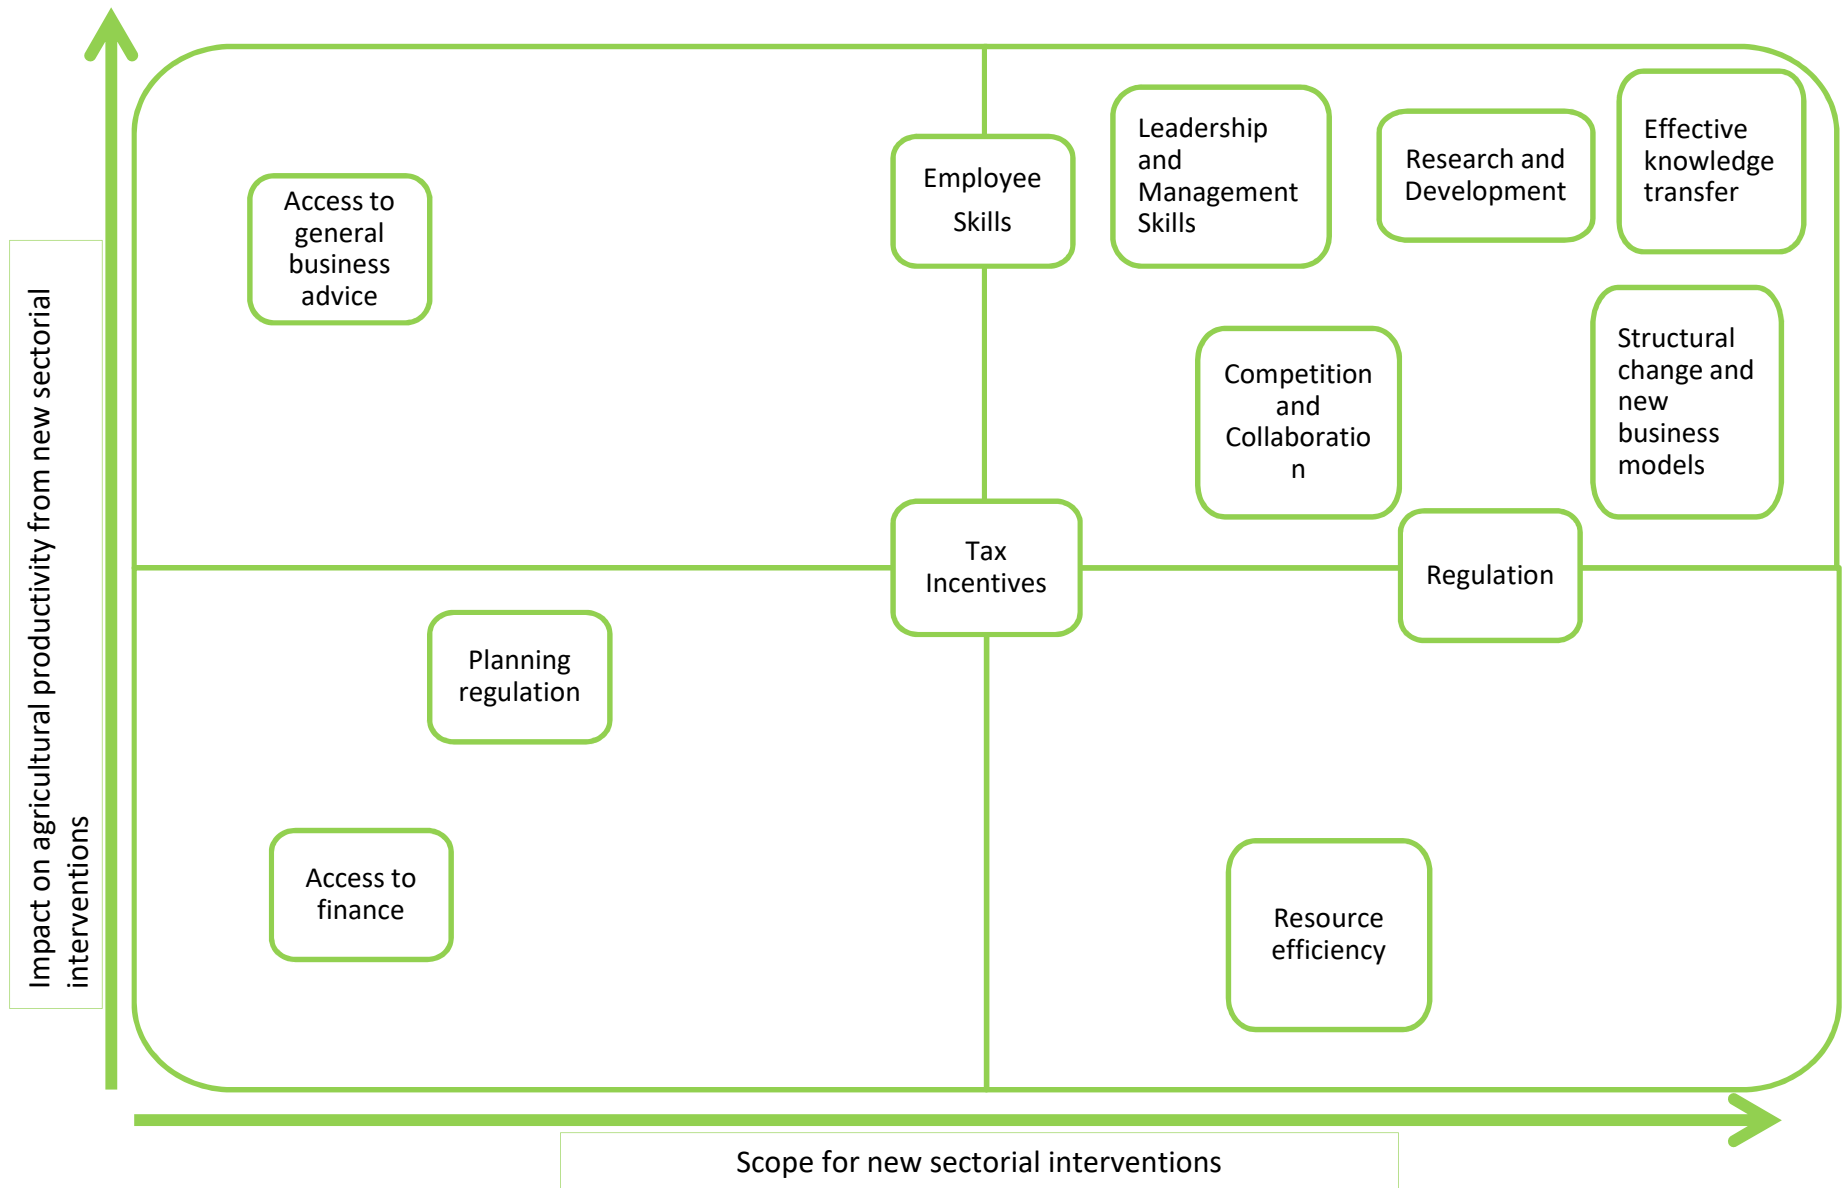 Impact on agricultural productivity from new sectorial
interventions
Access to
general
business
advice
Employee
Skills
Leadership
and
Management
Skills
Research and
Development
Effective
knowledge
transfer
Competition
and
Collaboratio
n
Structural
change and
new
business
models
Tax
Incentives
Regulation
Planning
regulation
Access to
finance
Resource
efficiency
Scope for new sectorial interventions